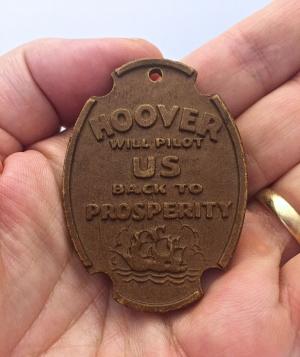 HOOVER
WILL PILOT
US
BACK TO
PROSPERITY